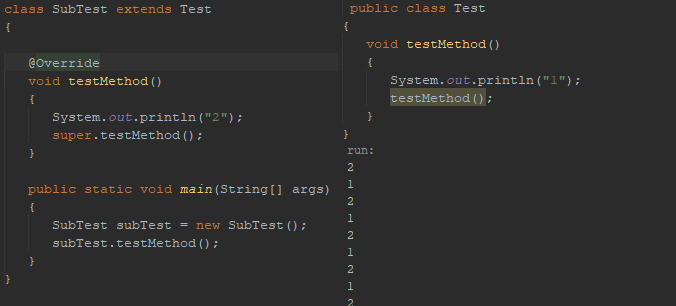 class SubTest extends Test
{
@Override
void testMethod()
{
System.out.println("2");
super.testMethod();
}
public static void main(String[] args)
{
SubTest subTest = new SubTest();
subTest.testMethod();
}
}
public class Test
{
void testMethod()
{
System.out.println("1");
testMethod();
}
}
run:
2
1
2
1
2
1
2
1
2